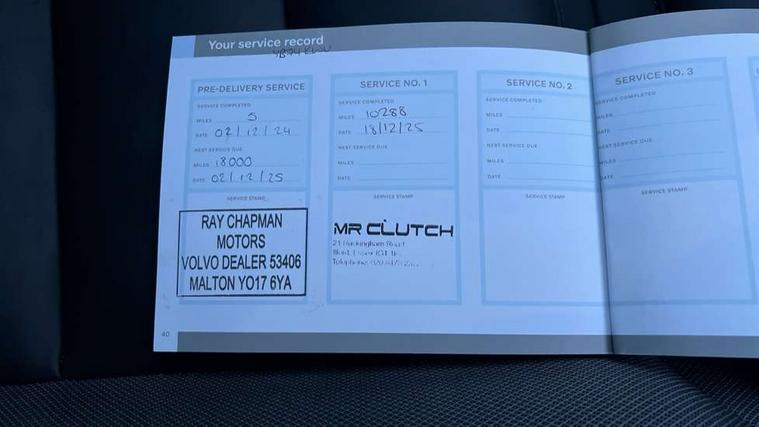 Your service record
PRE-DELIVERY SERVICE
SERVICE COMPLETED
MILES 5
DATE 02/12/24
NEXT SERVICE DUE
MILES 18000
DATE 02/12/25
SERVICE STAMP
RAY CHAPMAN
MOTORS
VOLVO DEALER 53406
MALTON YO17 6YA
SERVICE NO. 1
SERVICE COMPLETED
MILES 10288
DATE 18/12/25
NEXT SERVICE DUE
MILES
DATE
SERVICE STAMP
MR CLUTCH
Road
SERVICE NO. 2
SERVICE COMPLETED
MILES
DATE
NEXT SERVICE DUE
MILES
DATE
SERVICE STAMP
SERVICE NO. 3
SERVICE COMPLETED
MILES
DATE
NEXT SERVICE DUE
MILES
DATE
SERVICE STAMP
40